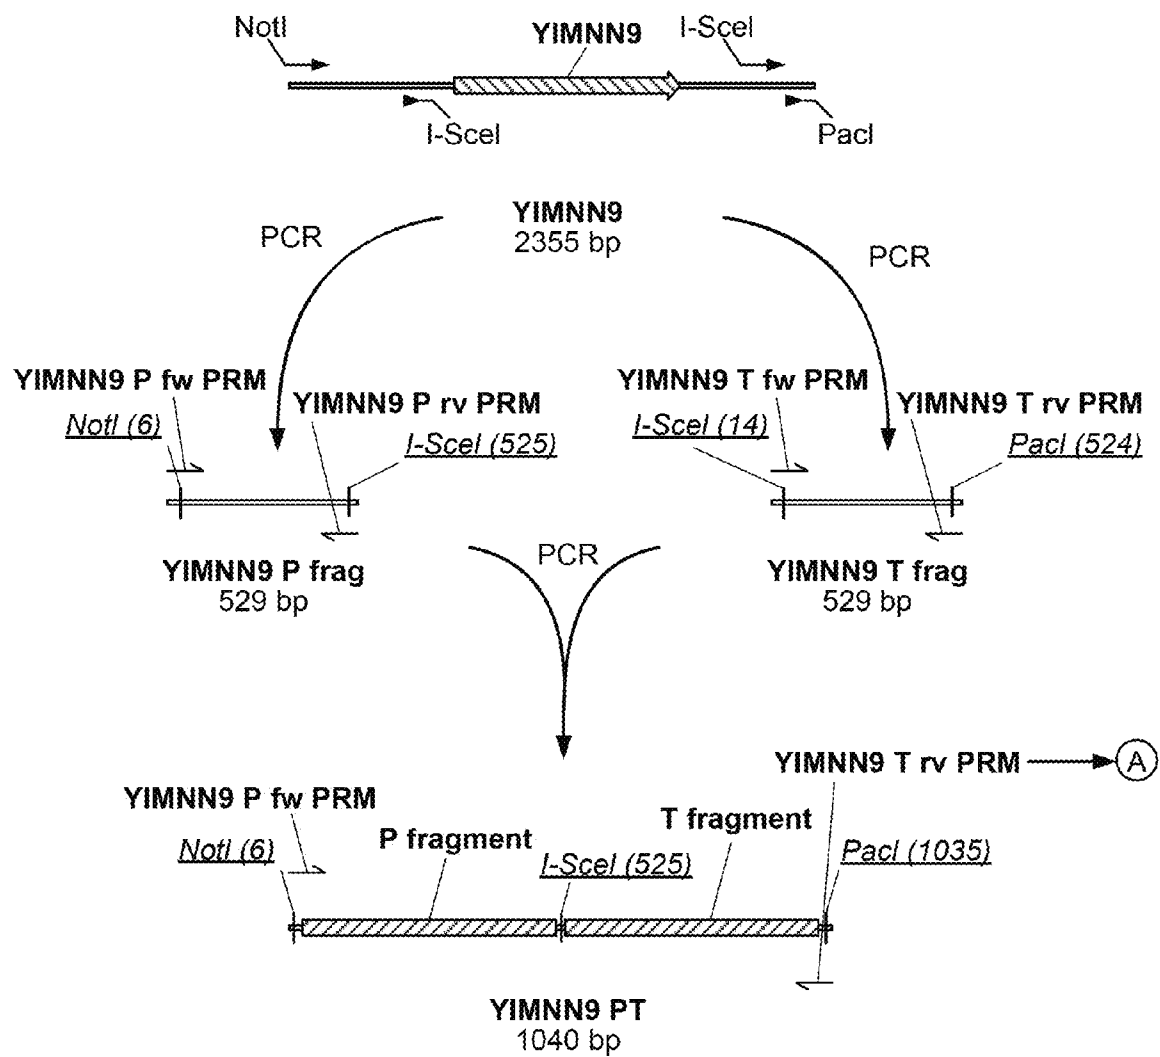 NotI
YlMNN9
I-SceI
I-SceI
PacI
YlMNN9
2355 bp
PCR
PCR
YlMNN9 P fw PRM
NotI (6)
YlMNN9 P rv PRM
I-SceI (525)
YlMNN9 T fw PRM
I-SceI (14)
YlMNN9 T rv PRM
PacI (524)
YlMNN9 P frag
529 bp
PCR
YlMNN9 T frag
529 bp
YlMNN9 T rv PRM
A
YlMNN9 P fw PRM
NotI (6)
P fragment
T fragment
I-SceI (525)
PacI (1035)
YlMNN9 PT
1040 bp